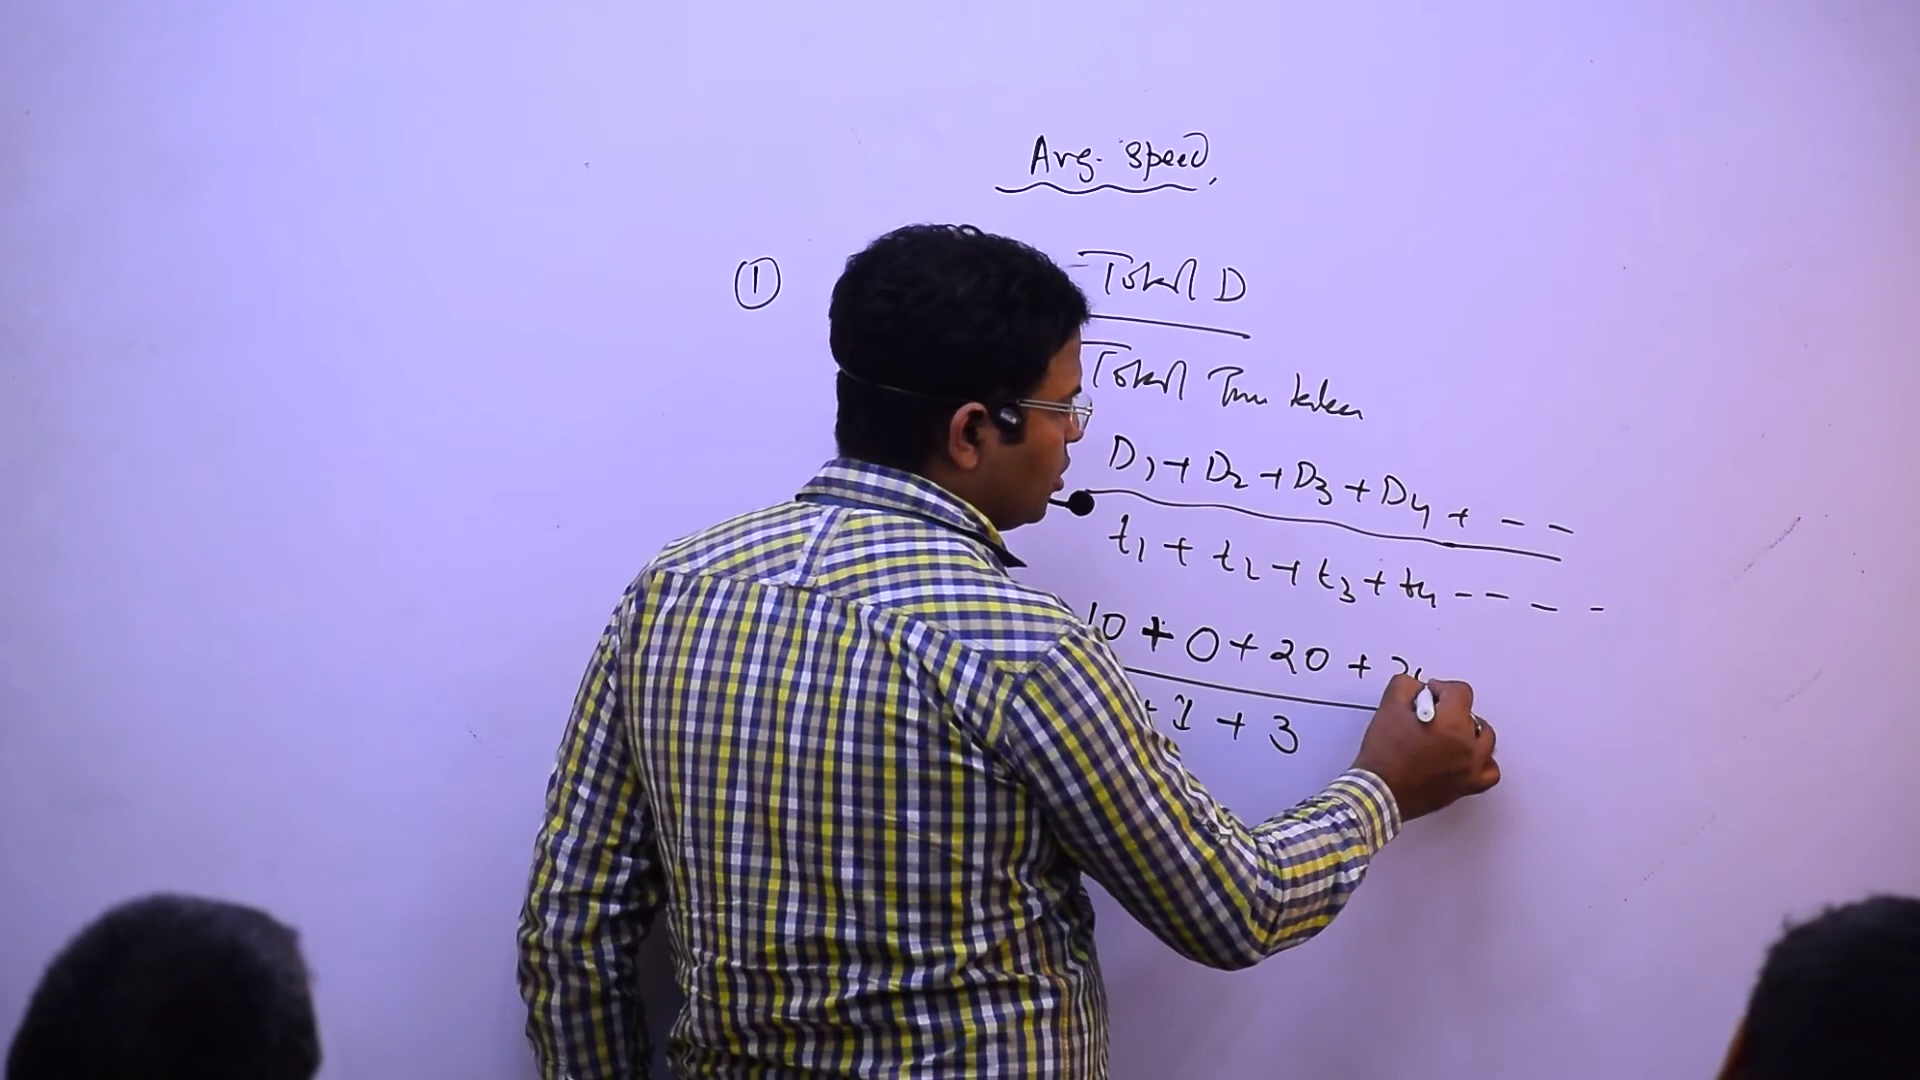 Avg. speed,
① Total D
Total Time taken
D1 + D2 + D3 + D4 + - -
t1 + t2 + t3 + t4 - - - -
10 + 0 + 20 +
+ 1 + 3